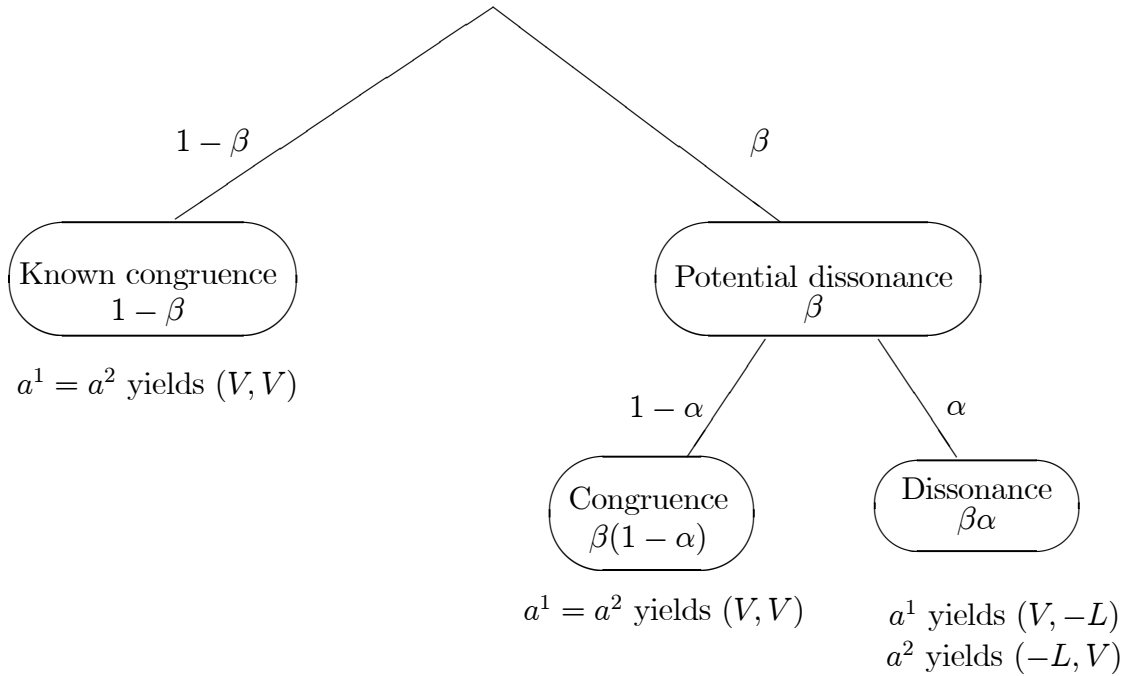 1 − β
β
Known congruence
1 − β
Potential dissonance
β
a¹ = a² yields (V, V)
1 − α
α
Congruence
β(1 − α)
Dissonance
βα
a¹ = a² yields (V, V)
a¹ yields (V, −L)
a² yields (−L, V)